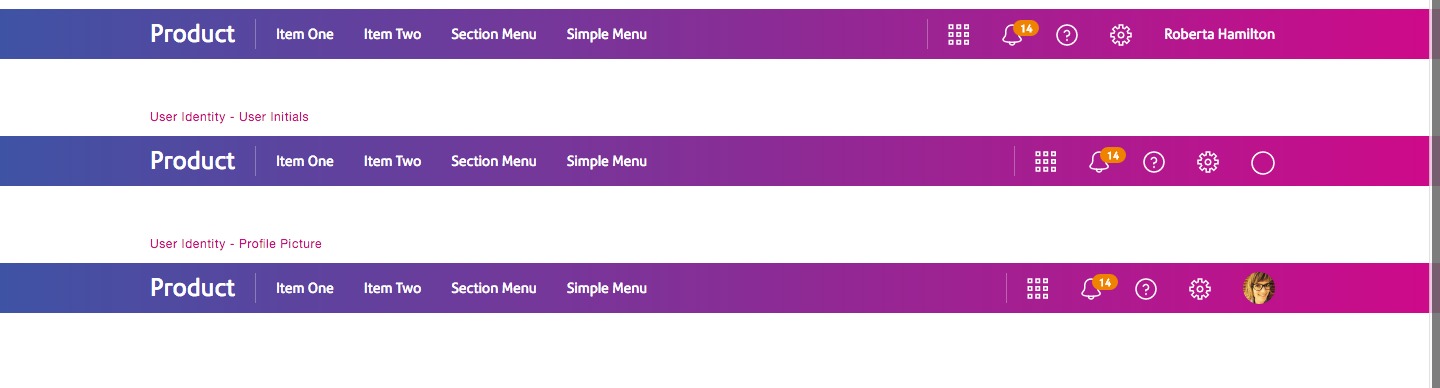 Product Item One Item Two Section Menu Simple Menu 14 ? Roberta Hamilton
User Identity - User Initials
Product Item One Item Two Section Menu Simple Menu 14 ?
User Identity - Profile Picture
Product Item One Item Two Section Menu Simple Menu 14 ?